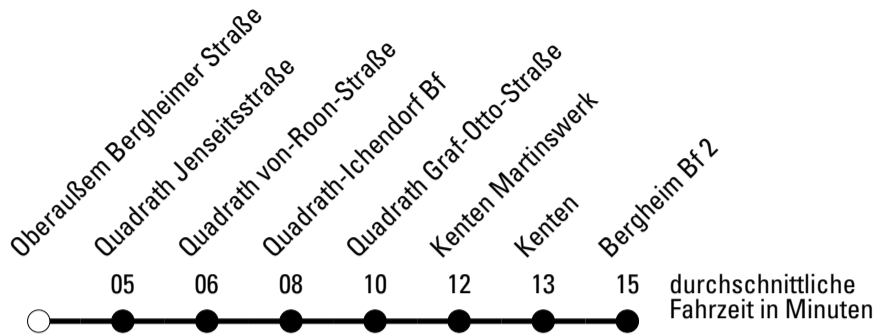 Oberaußem Bergheimer Straße
Quadrath Jenseitsstraße
Quadrath von-Roon-Straße
Quadrath-Ichendorf Bf
Quadrath Graf-Otto-Straße
Kenten Martinswerk
Kenten
Bergheim Bf 2
05 06 08 10 12 13 15 durchschnittliche
Fahrzeit in Minuten